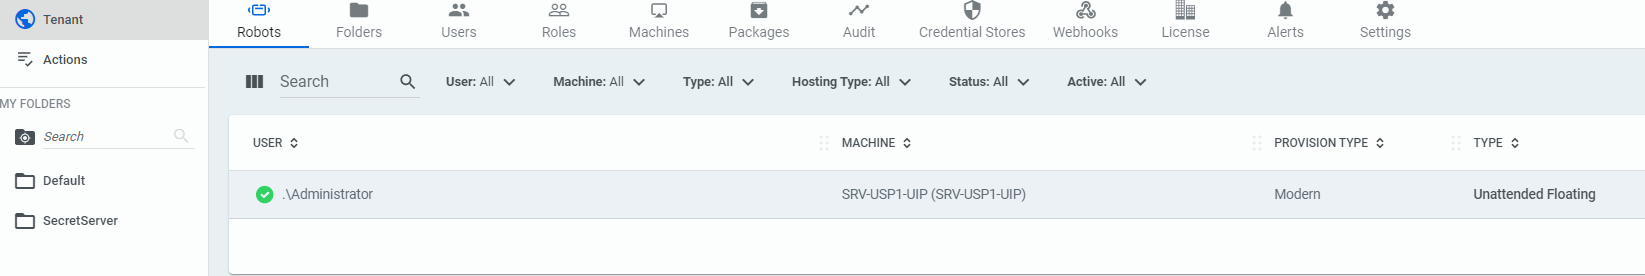 Tenant
Actions
MY FOLDERS
Search
Default
SecretServer
Robots Folders Users Roles Machines Packages Audit Credential Stores Webhooks License Alerts Settings
Search User: All Machine: All Type: All Hosting Type: All Status: All Active: All
USER MACHINE PROVISION TYPE TYPE
.\Administrator SRV-USP1-UIP (SRV-USP1-UIP) Modern Unattended Floating